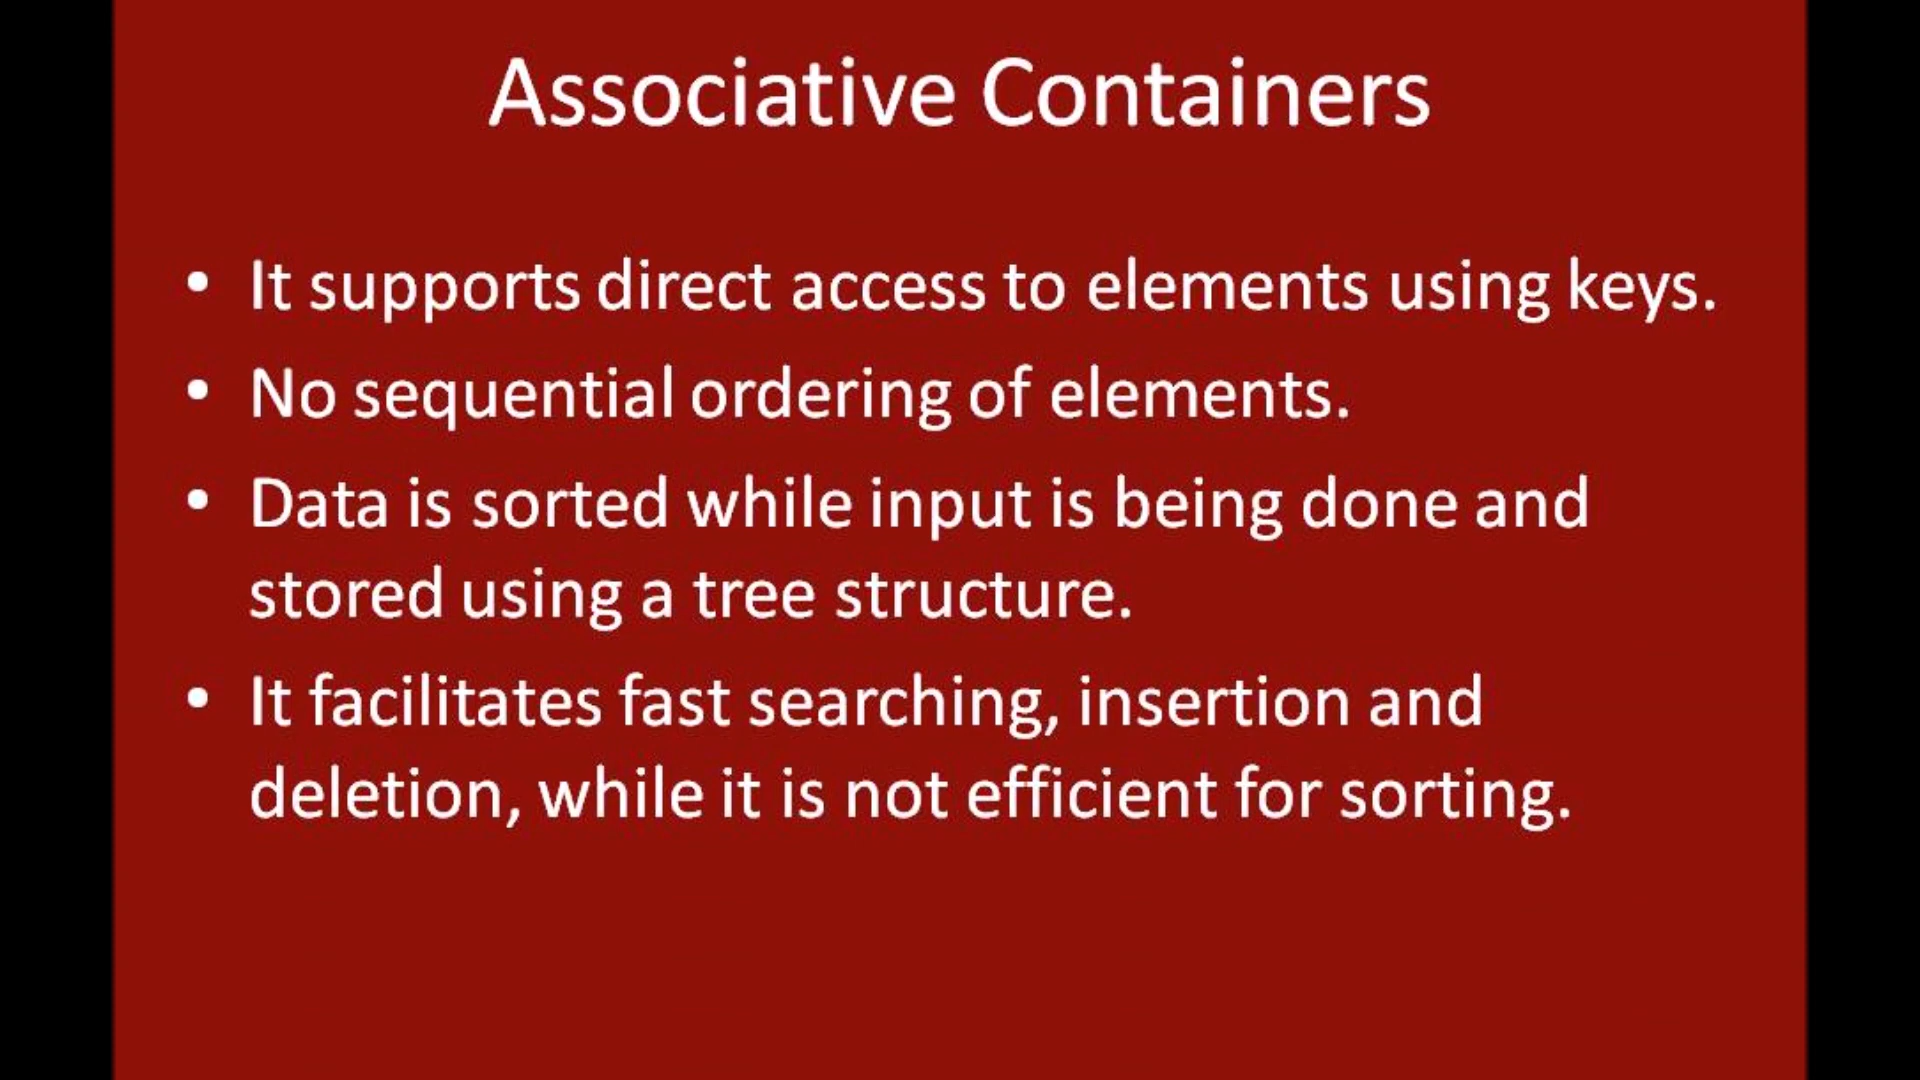 Associative Containers
• It supports direct access to elements using keys.
• No sequential ordering of elements.
• Data is sorted while input is being done and
stored using a tree structure.
• It facilitates fast searching, insertion and
deletion, while it is not efficient for sorting.